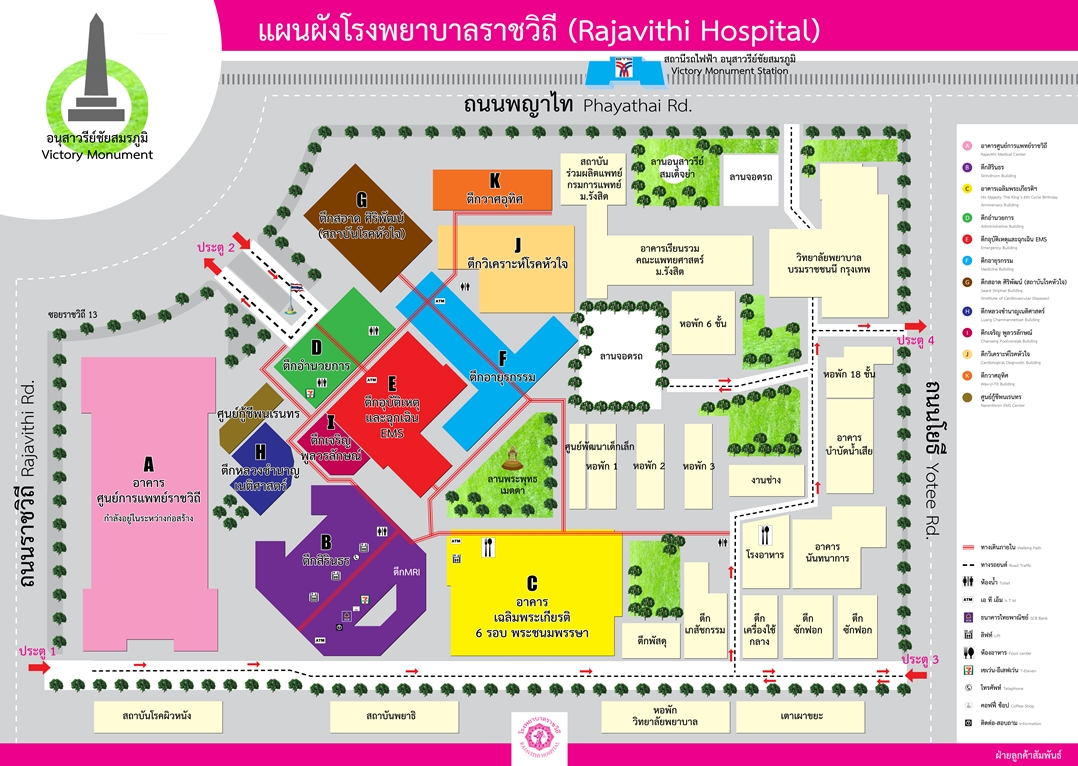 แผนผังโรงพยาบาลราชวิถี (Rajavithi Hospital)
อนุสาวรีย์ชัยสมรภูมิ
Victory Monument
BTS
สถานีรถไฟฟ้า อนุสาวรีย์ชัยสมรภูมิ
Victory Monument Station
ถนนพญาไท Phayathai Rd.
K
ตึกวาศอุทิศ
สถาบัน
ร่วมผลิตแพทย์
กรมการแพทย์
ม.รังสิต
ลานอนุสาวรีย์
สมเด็จย่า
ลานจอดรถ
G
ตึกสอาด ศิริพัฒน์
(สถาบันโรคหัวใจ)
J
ตึกวิเคราะห์โรคหัวใจ
อาคารเรียนรวม
คณะแพทยศาสตร์
ม.รังสิต
วิทยาลัยพยาบาล
บรมราชชนนี กรุงเทพ
ประตู 2
ซอยราชวิถี 13
ATM
หอพัก 6 ชั้น
ประตู 4
D
ตึกอำนวยการ
F
ตึกอายุรกรรม
ลานจอดรถ
หอพัก 18 ชั้น
ATM
E
ตึกอุบัติเหตุ
และฉุกเฉิน
EMS
ศูนย์กู้ชีพนเรนทร
I
ตึกเจริญ
พูลวรลักษณ์
H
ตึกหลวงชำนาญ
เนติศาสตร์
ถนนราชวิถี Rajavithi Rd.
ถนนโยธี Yotee Rd.
A
อาคาร
ศูนย์การแพทย์ราชวิถี
กำลังอยู่ในระหว่างก่อสร้าง
ลานพระพุทธ
เมตตา
ศูนย์พัฒนาเด็กเล็ก
หอพัก 1
หอพัก 2
หอพัก 3
อาคาร
บำบัดน้ำเสีย
งานช่าง
B
ตึกสิรินธร
ตึกMRI
ATM
ATM
C
อาคาร
เฉลิมพระเกียรติ
6 รอบ พระชนมพรรษา
โรงอาหาร
อาคาร
นันทนาการ
ตึกพัสดุ
ตึก
เภสัชกรรม
ตึก
เครื่องใช้
กลาง
ตึก
ซักฟอก
ตึก
ซักฟอก
ประตู 1
ประตู 3
สถาบันโรคผิวหนัง
สถาบันพยาธิ
หอพัก
วิทยาลัยพยาบาล
เตาเผาขยะ
โรงพยาบาลราชวิถี
RAJAVITHI HOSPITAL
A อาคารศูนย์การแพทย์ราชวิถี
Rajavithi Medical Center
B ตึกสิรินธร
Sirindhorn Building
C อาคารเฉลิมพระเกียรติฯ
His Majesty The King's 6th Cycle Birthday
Anniversary Building
D ตึกอำนวยการ
Administrative Building
E ตึกอุบัติเหตุและฉุกเฉิน EMS
Emergency Building
F ตึกอายุรกรรม
Medicine Building
G ตึกสอาด ศิริพัฒน์ (สถาบันโรคหัวใจ)
Saard Siriphat Building
(Institute of Cardiovascular Diseases)
H ตึกหลวงชำนาญเนติศาสตร์
Luang Chamnannetisat Building
I ตึกเจริญ พูลวรลักษณ์
Charoeng Poolvoralak Building
J ตึกวิเคราะห์โรคหัวใจ
Cardiological Diagnostic Building
K ตึกวาศอุทิศ
Wasu-Tit Building
ศูนย์กู้ชีพนเรนทร
Narenthorn EMS Center
ทางเดินภายใน Walking Path
ทางรถยนต์ Road Traffic
ห้องน้ำ Toilet
ATM เอ ที เอ็ม A T M
ธนาคารไทยพาณิชย์ SCB Bank
ลิฟท์ Lift
ห้องอาหาร Food center
เซเว่น-อีเลฟเว่น 7-Eleven
โทรศัพท์ Telephone
คอฟฟี่ ช็อป Coffee Shop
ติดต่อ-สอบถาม Information
ฝ่ายลูกค้าสัมพันธ์